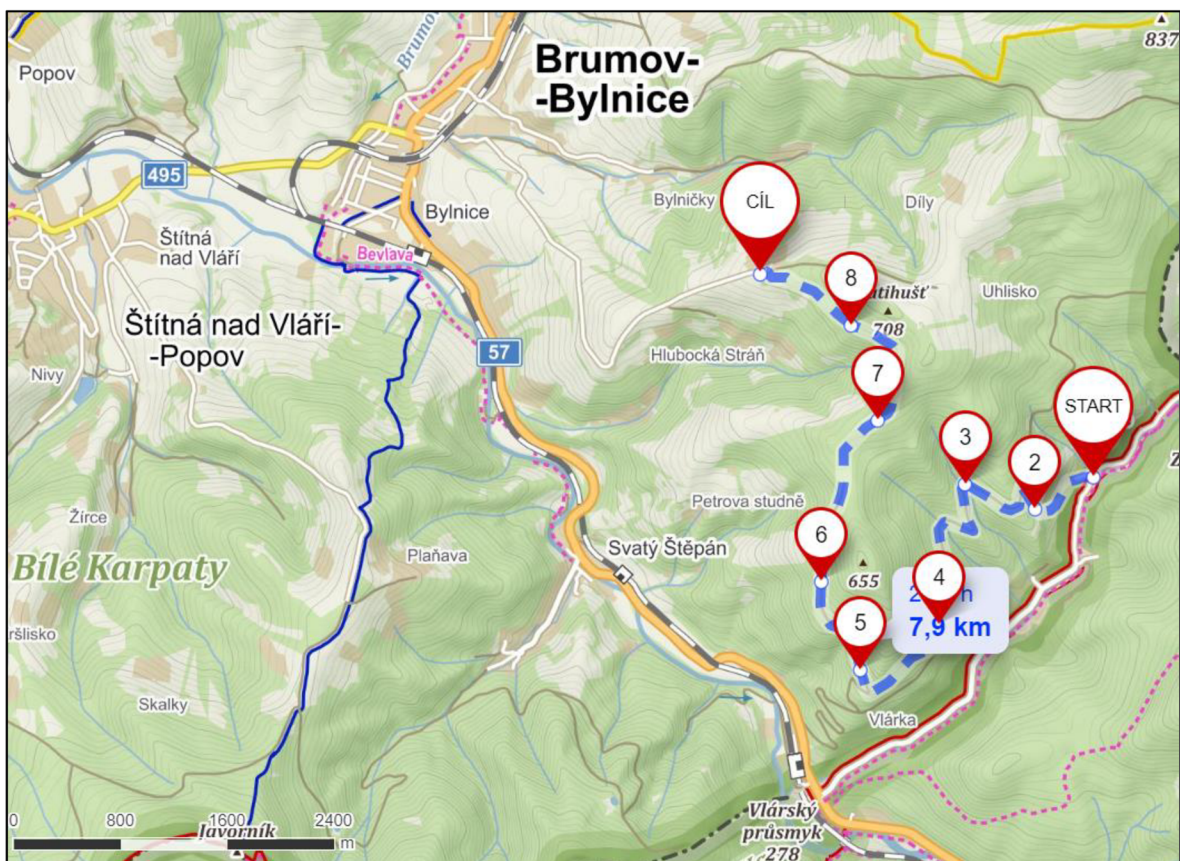 837
Popov
Brumov-
-Bylnice
495
Bylničky
CÍL
Díly
Bylnice
Štítná
nad Vláří
Bevlava
8
Uhlisko
708
Štítná nad Vláří-
-Popov
57
Hlubocká Stráň
Nivy
7
START
3
2
Petrova studně
Žírce
Svatý Štěpán
6
Plaňava
Bílé Karpaty
655
4
7,9 km
5
Skalky
Vlárka
0
800
1600
2400
m
Javorník
Vlárský
průsmyk
278